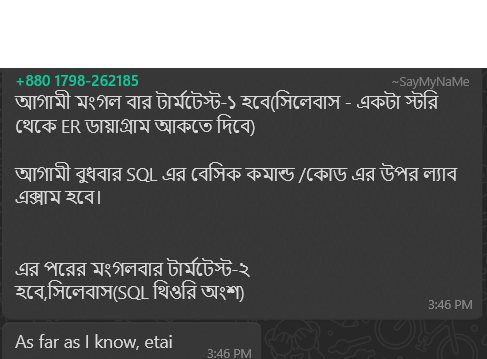 +880 1798-262185
~SayMyNaMe
আগামী মংগল বার টার্মটেস্ট-১ হবে(সিলেবাস - একটা স্টরি
থেকে ER ডায়াগ্রাম আকতে দিবে)
আগামী বুধবার SQL এর বেসিক কমান্ড /কোড এর উপর ল্যাব
এক্সাম হবে।
এর পরের মংগলবার টার্মটেস্ট-২
হবে,সিলেবাস(SQL থিওরি অংশ)
3:46 PM
As far as I know, etai
3:46 PM